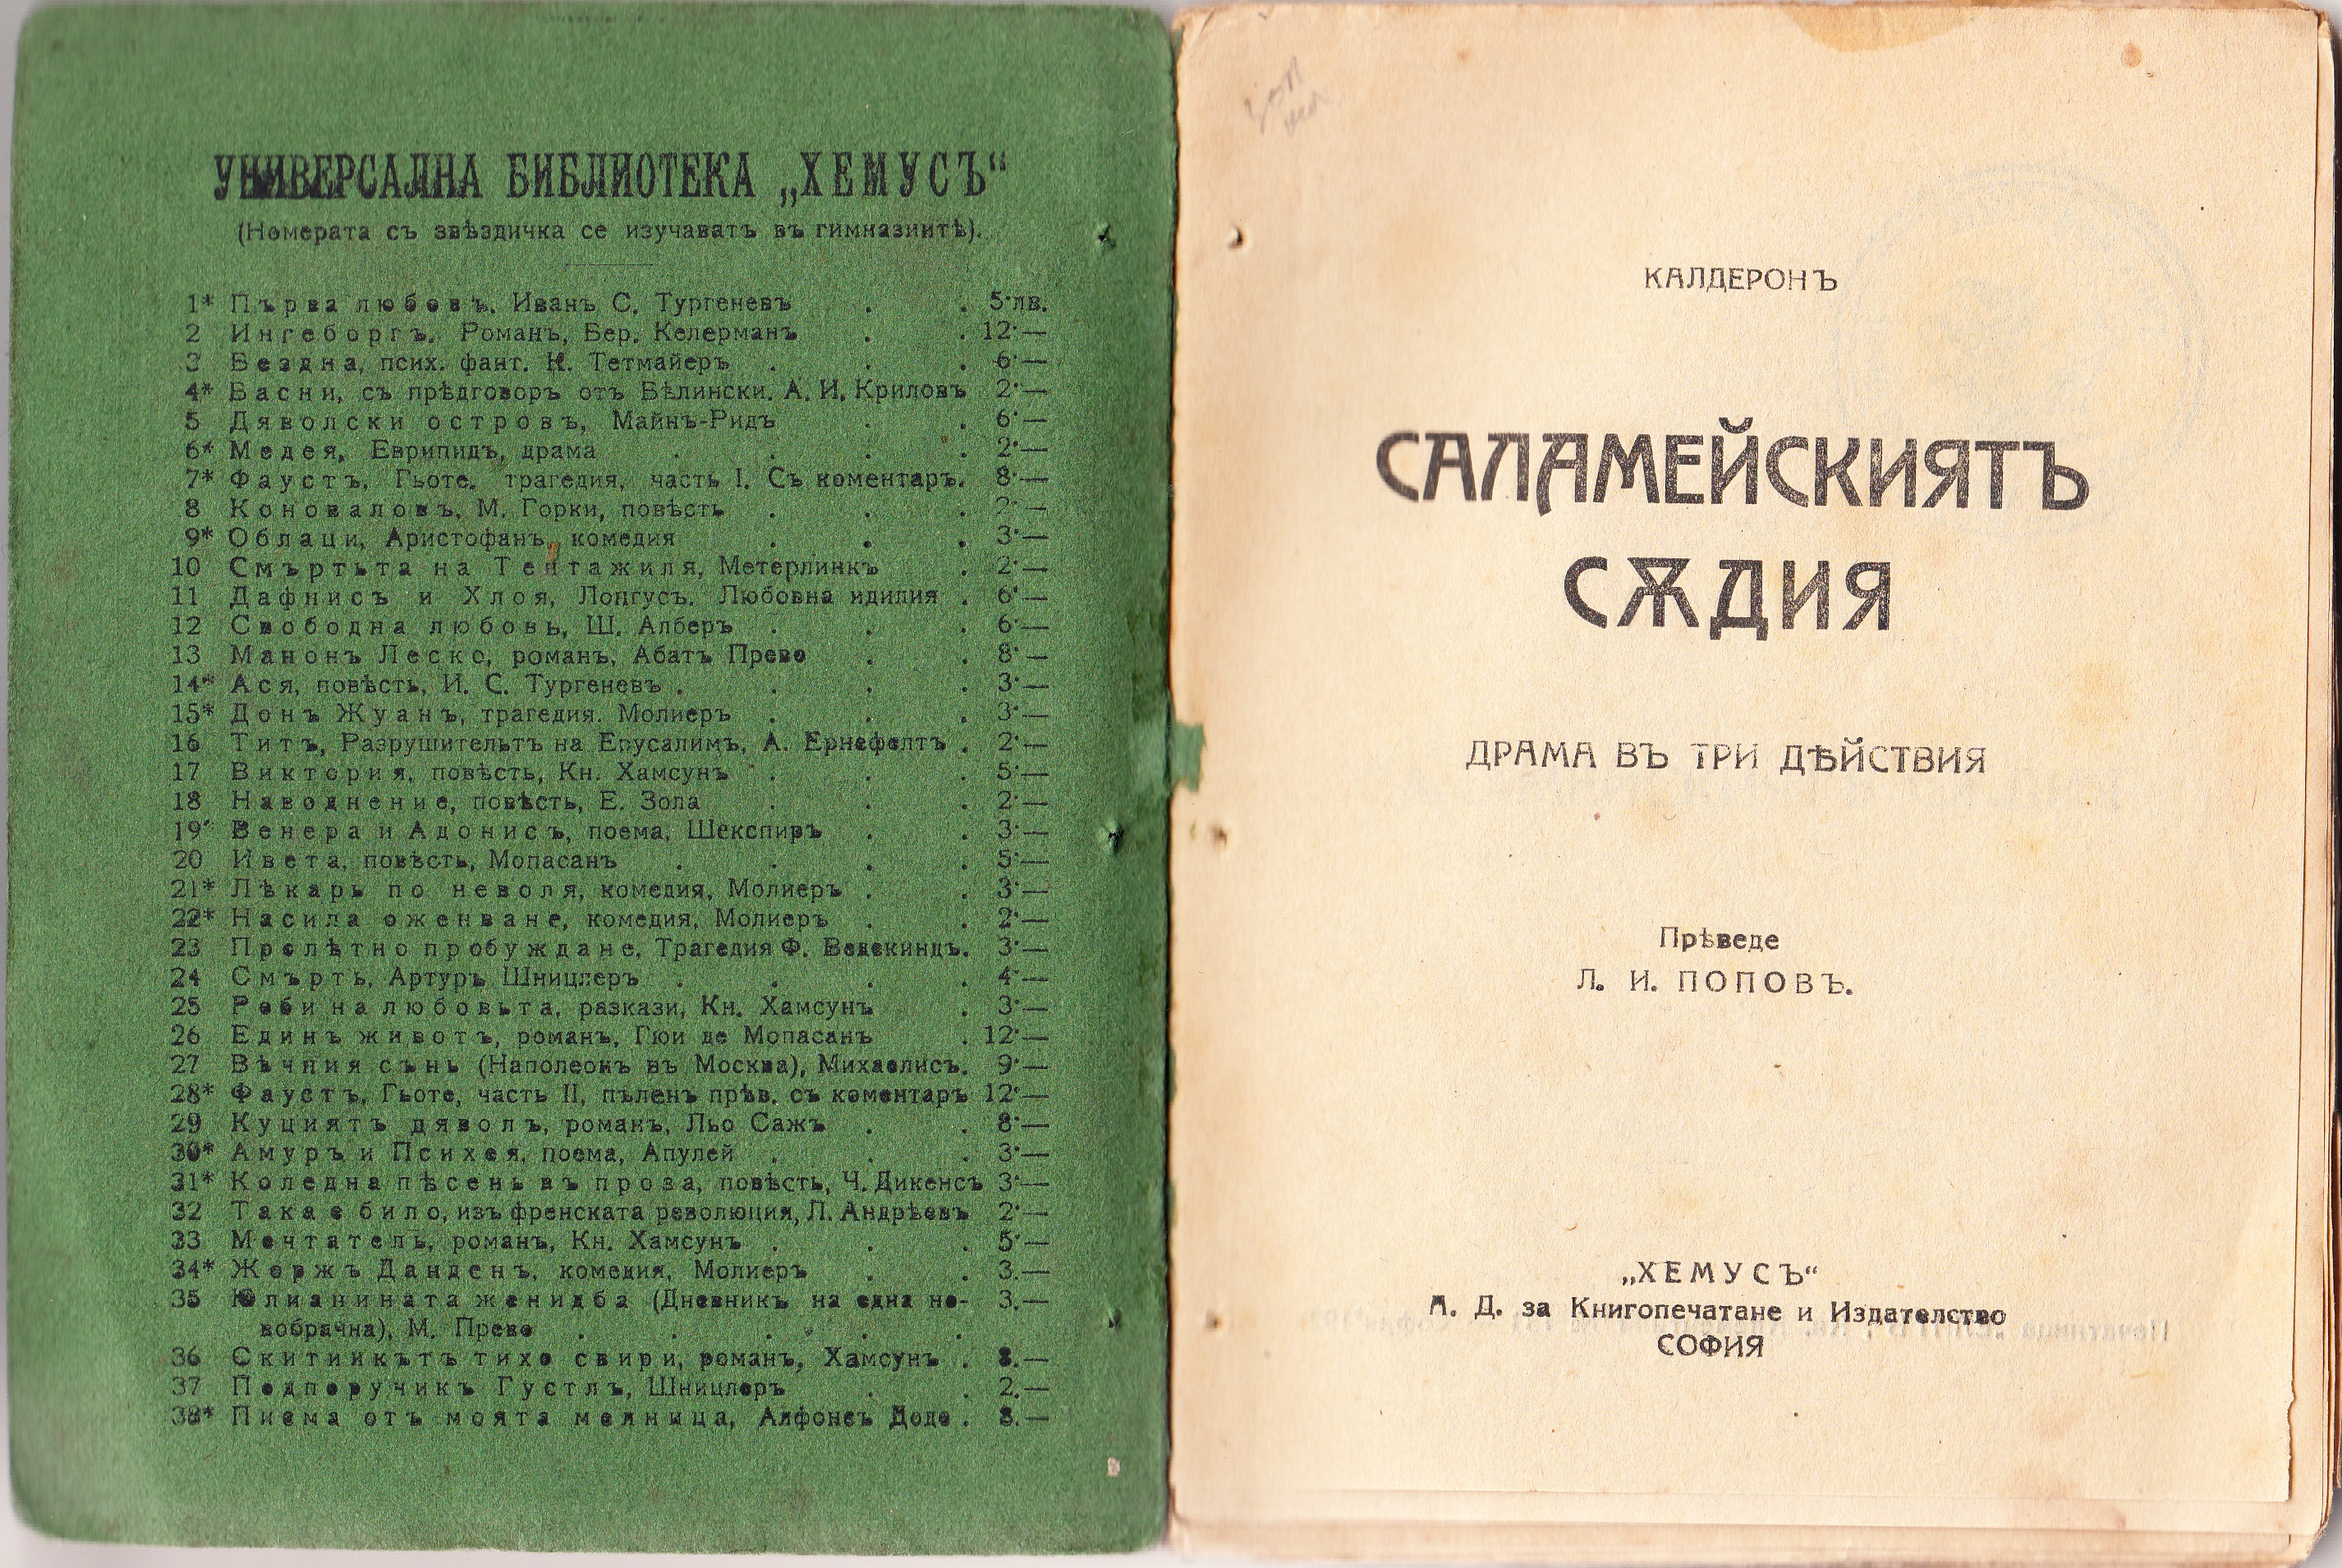 УНИВЕРСАЛНА БИБЛИОТЕКА „ХЕМУСЪ“
(Номерата съ звѣздичка се изучаватъ въ гимназиитѣ).
1* Първа любовь, Иванъ С. Тургеневъ . . 5·лв.
2 Ингеборгъ. Романъ, Бер. Келерманъ . . 12·—
3 Бездна, псих. фант. К. Тетмайеръ . . . 6·—
4* Басни, съ прѣдговоръ отъ Бѣлински. А. И. Криловъ 2·—
5 Дяволски островъ, Майнъ-Ридъ . . 6·—
6* Медея, Еврипидъ, драма . . . . 2·—
7* Фаустъ, Гьоте, трагедия, часть I. Съ коментаръ. 8·—
8 Коноваловъ, М. Горки, повѣсть . . . 2·—
9* Облаци, Аристофанъ, комедия . . . 3·—
10 Смъртьта на Тентажиля, Метерлинкъ . 2·—
11 Дафнисъ и Хлоя, Лонгусъ. Любовна идилия . 6·—
12 Свободна любовь, Ш. Алберъ . . . 6·—
13 Манонъ Леско, романъ, Абатъ Прево . . 8·—
14* Ася, повѣсть, И. С. Тургеневъ . . . . 3·—
15* Донъ Жуанъ, трагедия. Молиеръ . . . 3·—
16 Титъ, Разрушительтъ на Ерусалимъ, А. Ернефелтъ . 2·—
17 Виктория, повѣсть, Кн. Хамсунъ . . . 5·—
18 Наводнение, повѣсть, Е. Зола . . . 2·—
19* Венера и Адонисъ, поема, Шекспиръ . . 3·—
20 Ивета, повѣсть, Мопасанъ . . . . 5·—
21* Лѣкарь по неволя, комедия, Молиеръ . . 3·—
22* Насила оженване, комедия, Молиеръ . . 2·—
23 Пролѣтно пробуждане, Трагедия Ф. Ведекиндъ. 3·—
24 Смърть, Артуръ Шницлеръ . . . . 4·—
25 Роби на любовьта, разкази, Кн. Хамсунъ . 3·—
26 Единъ животъ, романъ, Гюи де Мопасанъ . 12·—
27 Вѣчния сънь (Наполеонъ въ Москва), Михаелисъ. 9·—
28* Фаустъ, Гьоте, часть II, пъленъ прѣв. съ коментаръ 12·—
29 Куциятъ дяволъ, романъ, Льо Сажъ . . 8·—
30* Амуръ и Психея, поема, Апулей . . . 3·—
31* Коледна пѣсень въ проза, повѣсть, Ч. Дикенсъ 3·—
32 Така е било, изъ френската революция, Л. Андрѣевъ 2·—
33 Мечтатель, романъ, Кн. Хамсунъ . . . 5·—
34* Жоржъ Данденъ, комедия, Молиеръ . . 3.—
35 Юлианината женидба (Дневникъ на една но- 3.—
вобрачна), М. Прево . . . . .
36 Скитникътъ тихо свири, романъ, Хамсунъ . 8.—
37 Подпоручикъ Густлъ, Шницлеръ . . 2.—
38* Писма отъ моята мелница, Алфонсъ Доде . 8.—
КАЛДЕРОНЪ
САЛАМЕЙСКИЯТЪ
СѪДИЯ
ДРАМА ВЪ ТРИ ДѢЙСТВИЯ
Прѣведе
Л. И. ПОПОВЪ.
„ХЕМУСЪ“
А. Д. за Книгопечатане и Издателство
СОФИЯ